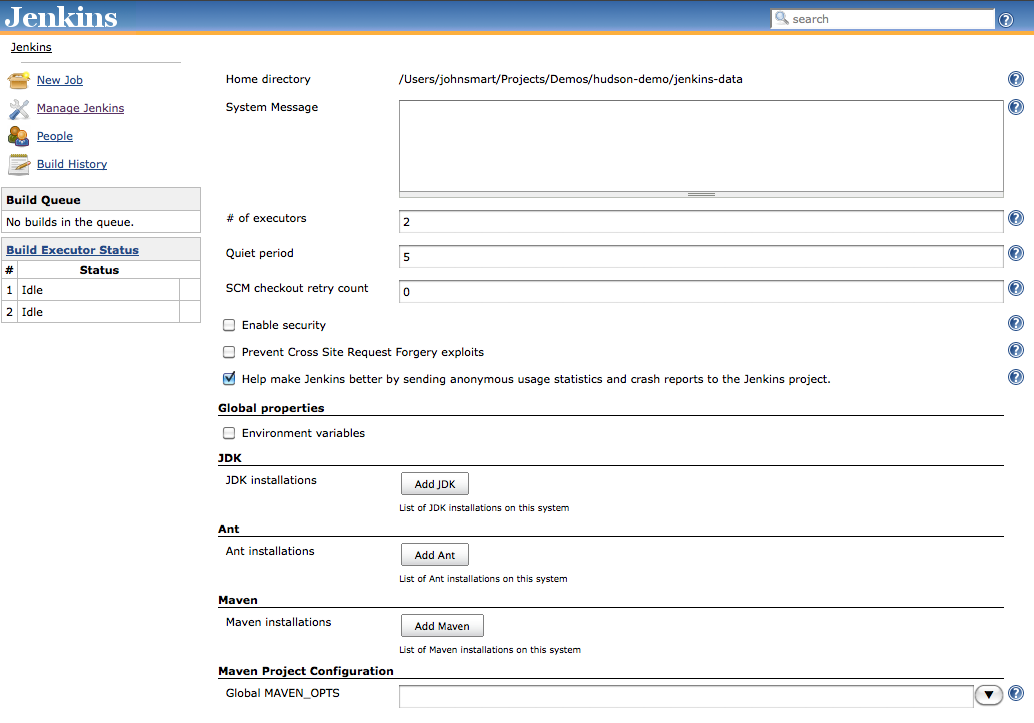 Jenkins
search
Jenkins
New Job
Manage Jenkins
People
Build History
Build Queue
No builds in the queue.
Build Executor Status
# Status
1 Idle
2 Idle
Home directory /Users/johnsmart/Projects/Demos/hudson-demo/jenkins-data
System Message
# of executors 2
Quiet period 5
SCM checkout retry count 0
Enable security
Prevent Cross Site Request Forgery exploits
Help make Jenkins better by sending anonymous usage statistics and crash reports to the Jenkins project.
Global properties
Environment variables
JDK
JDK installations Add JDK
List of JDK installations on this system
Ant
Ant installations Add Ant
List of Ant installations on this system
Maven
Maven installations Add Maven
List of Maven installations on this system
Maven Project Configuration
Global MAVEN_OPTS